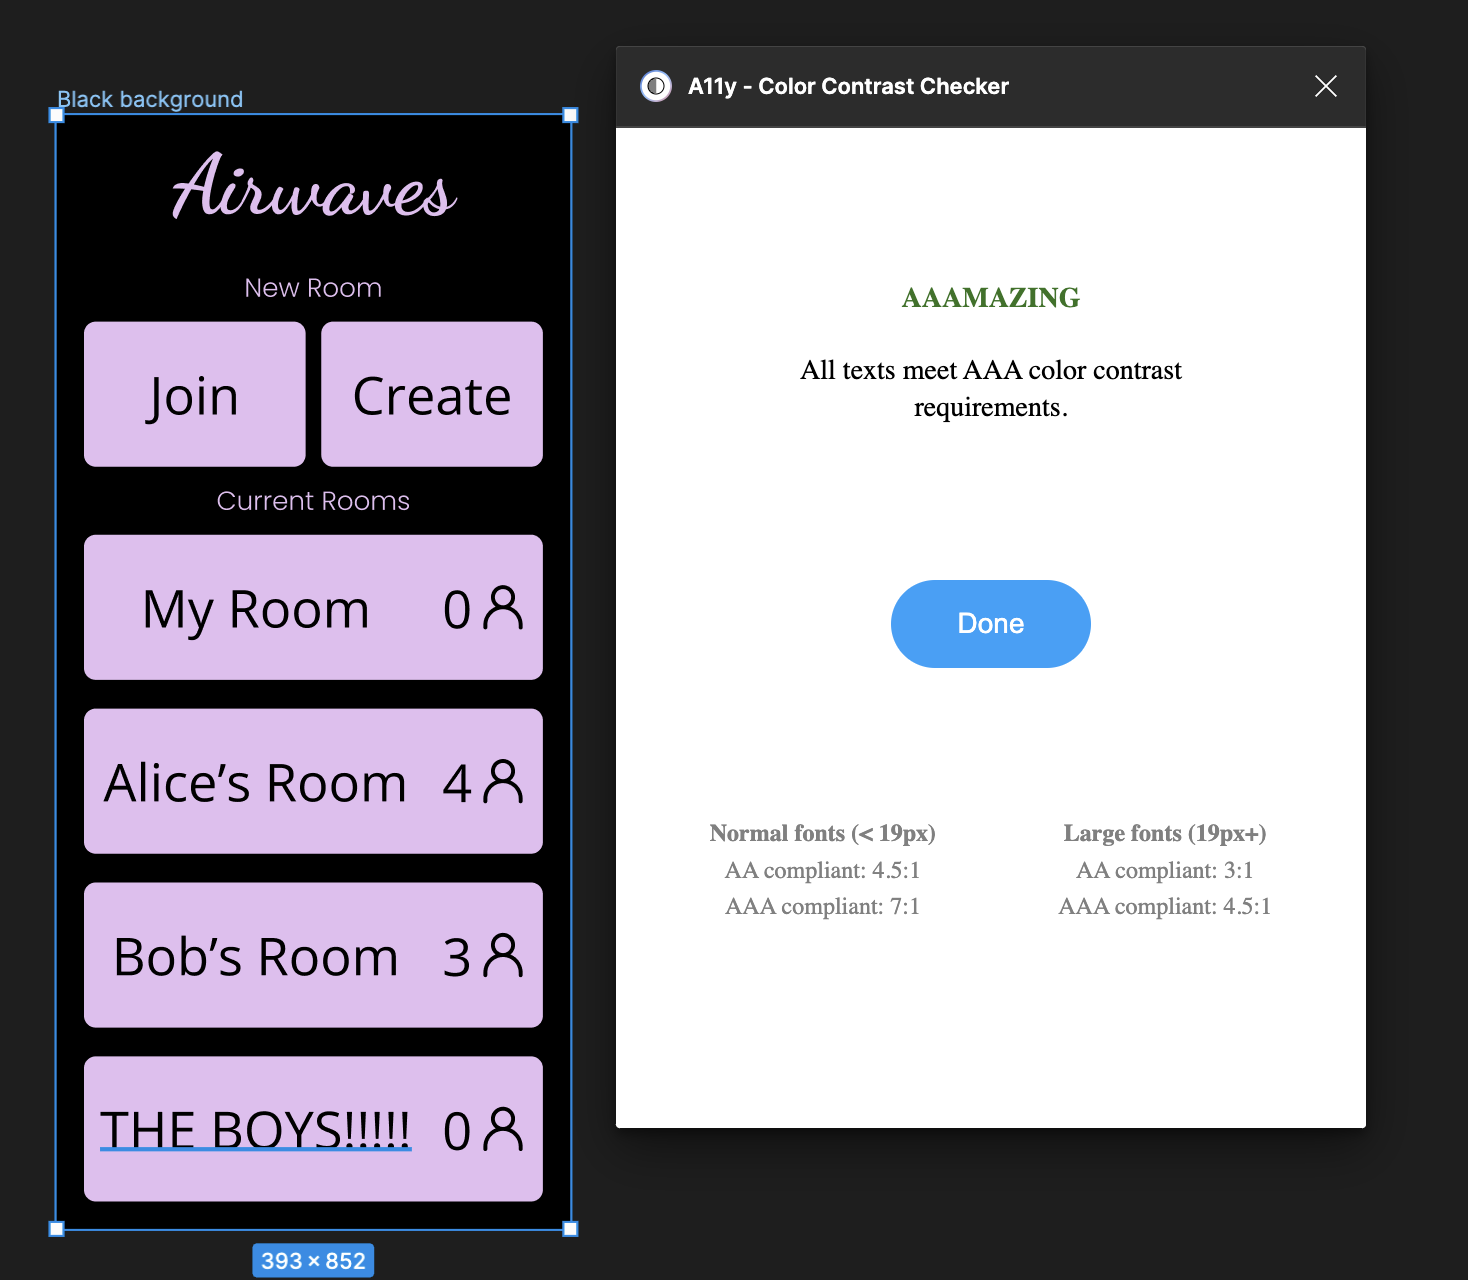 Black background
Airwaves
New Room
Join
Create
Current Rooms
My Room 0
Alice’s Room 4
Bob’s Room 3
THE BOYS!!!!! 0
393 × 852
A11y - Color Contrast Checker
AAAMAZING
All texts meet AAA color contrast
requirements.
Done
Normal fonts (< 19px)
AA compliant: 4.5:1
AAA compliant: 7:1
Large fonts (19px+)
AA compliant: 3:1
AAA compliant: 4.5:1